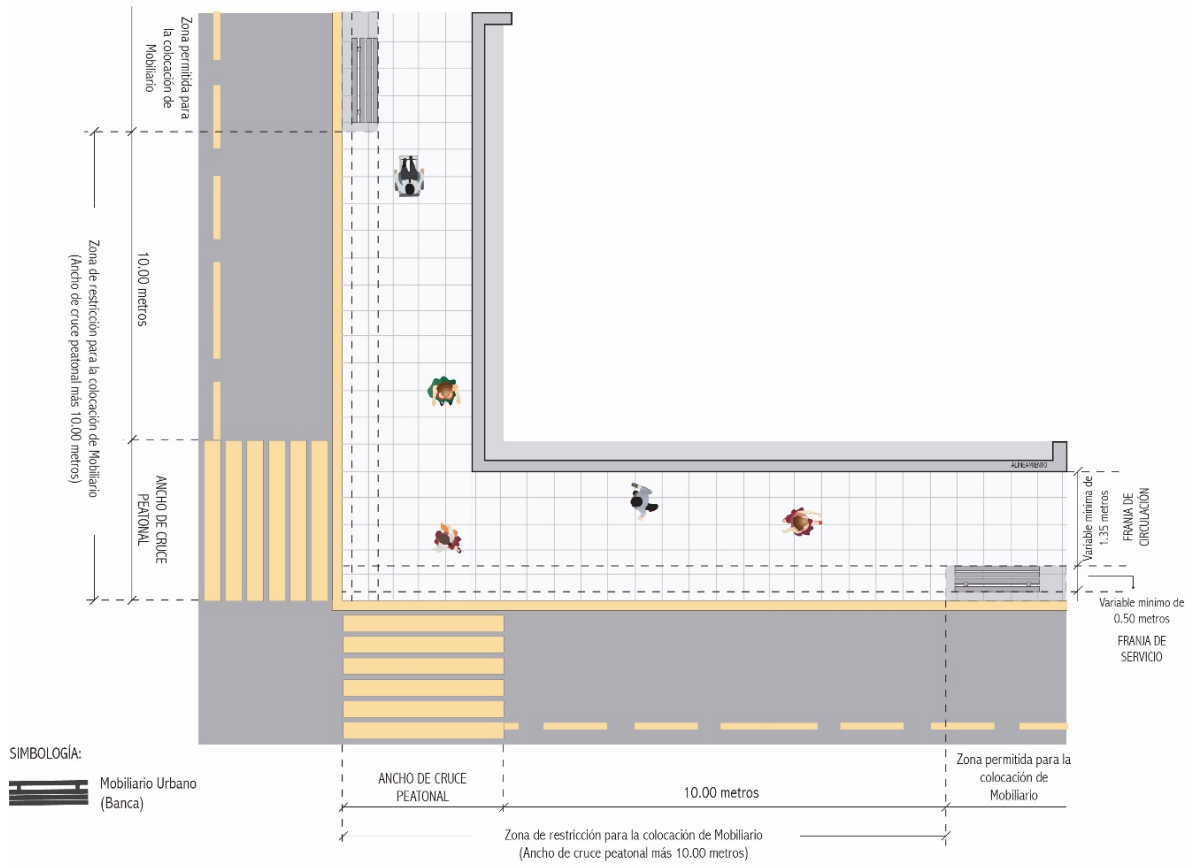 Zona permitida para
la colocación de
Mobiliario
10.00 metros
Zona de restricción para la colocación de Mobiliario
(Ancho de cruce peatonal más 10.00 metros)
ANCHO DE CRUCE
PEATONAL
ALINEAMIENTO
Variable mínima de
1.35 metros
FRANJA DE
CIRCULACIÓN
Variable mínimo de
0.50 metros
FRANJA DE
SERVICIO
SIMBOLOGÍA:
Mobiliario Urbano
(Banca)
ANCHO DE CRUCE
PEATONAL
10.00 metros
Zona permitida para la
colocación de
Mobiliario
Zona de restricción para la colocación de Mobiliario
(Ancho de cruce peatonal más 10.00 metros)